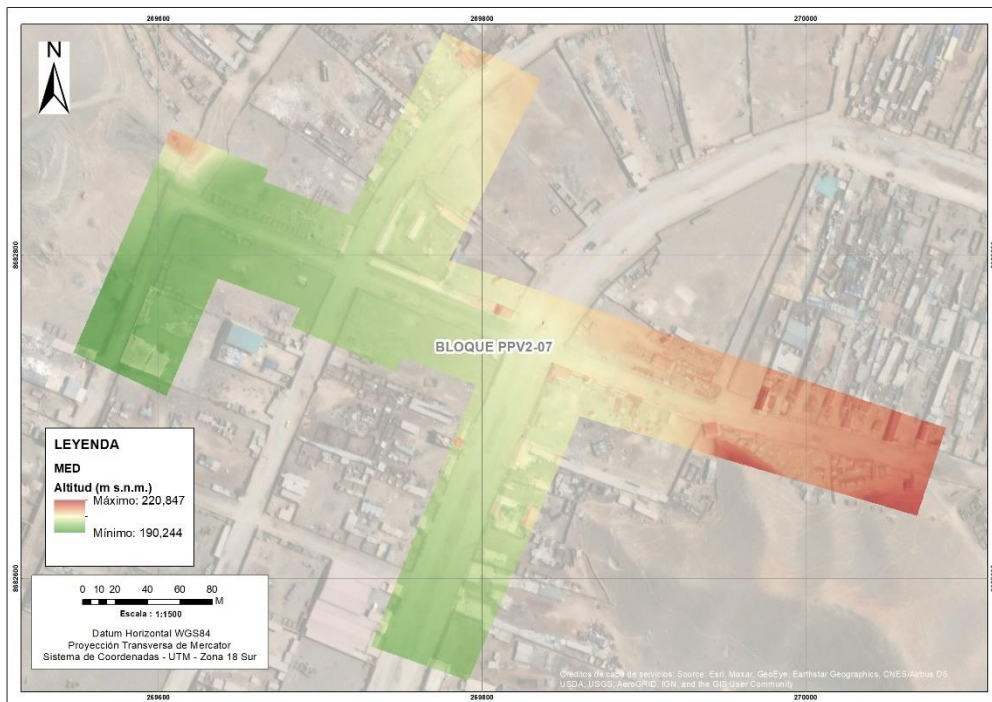 269600
269800
270000
N
8682800
BLOQUE PPV2-07
LEYENDA
MED
Altitud (m s.n.m.)
Máximo: 220,847
Mínimo: 190,244
8682600
0 10 20 40 60 80
M
Escala : 1:1500
Datum Horizontal WGS84
Proyección Transversa de Mercator
Sistema de Coordenadas - UTM - Zona 18 Sur
Créditos de capa de servicios: Source: Esri, Maxar, GeoEye, Earthstar Geographics, CNES/Airbus DS,
USDA, USGS, AeroGRID, IGN, and the GIS User Community
269600
269800
270000